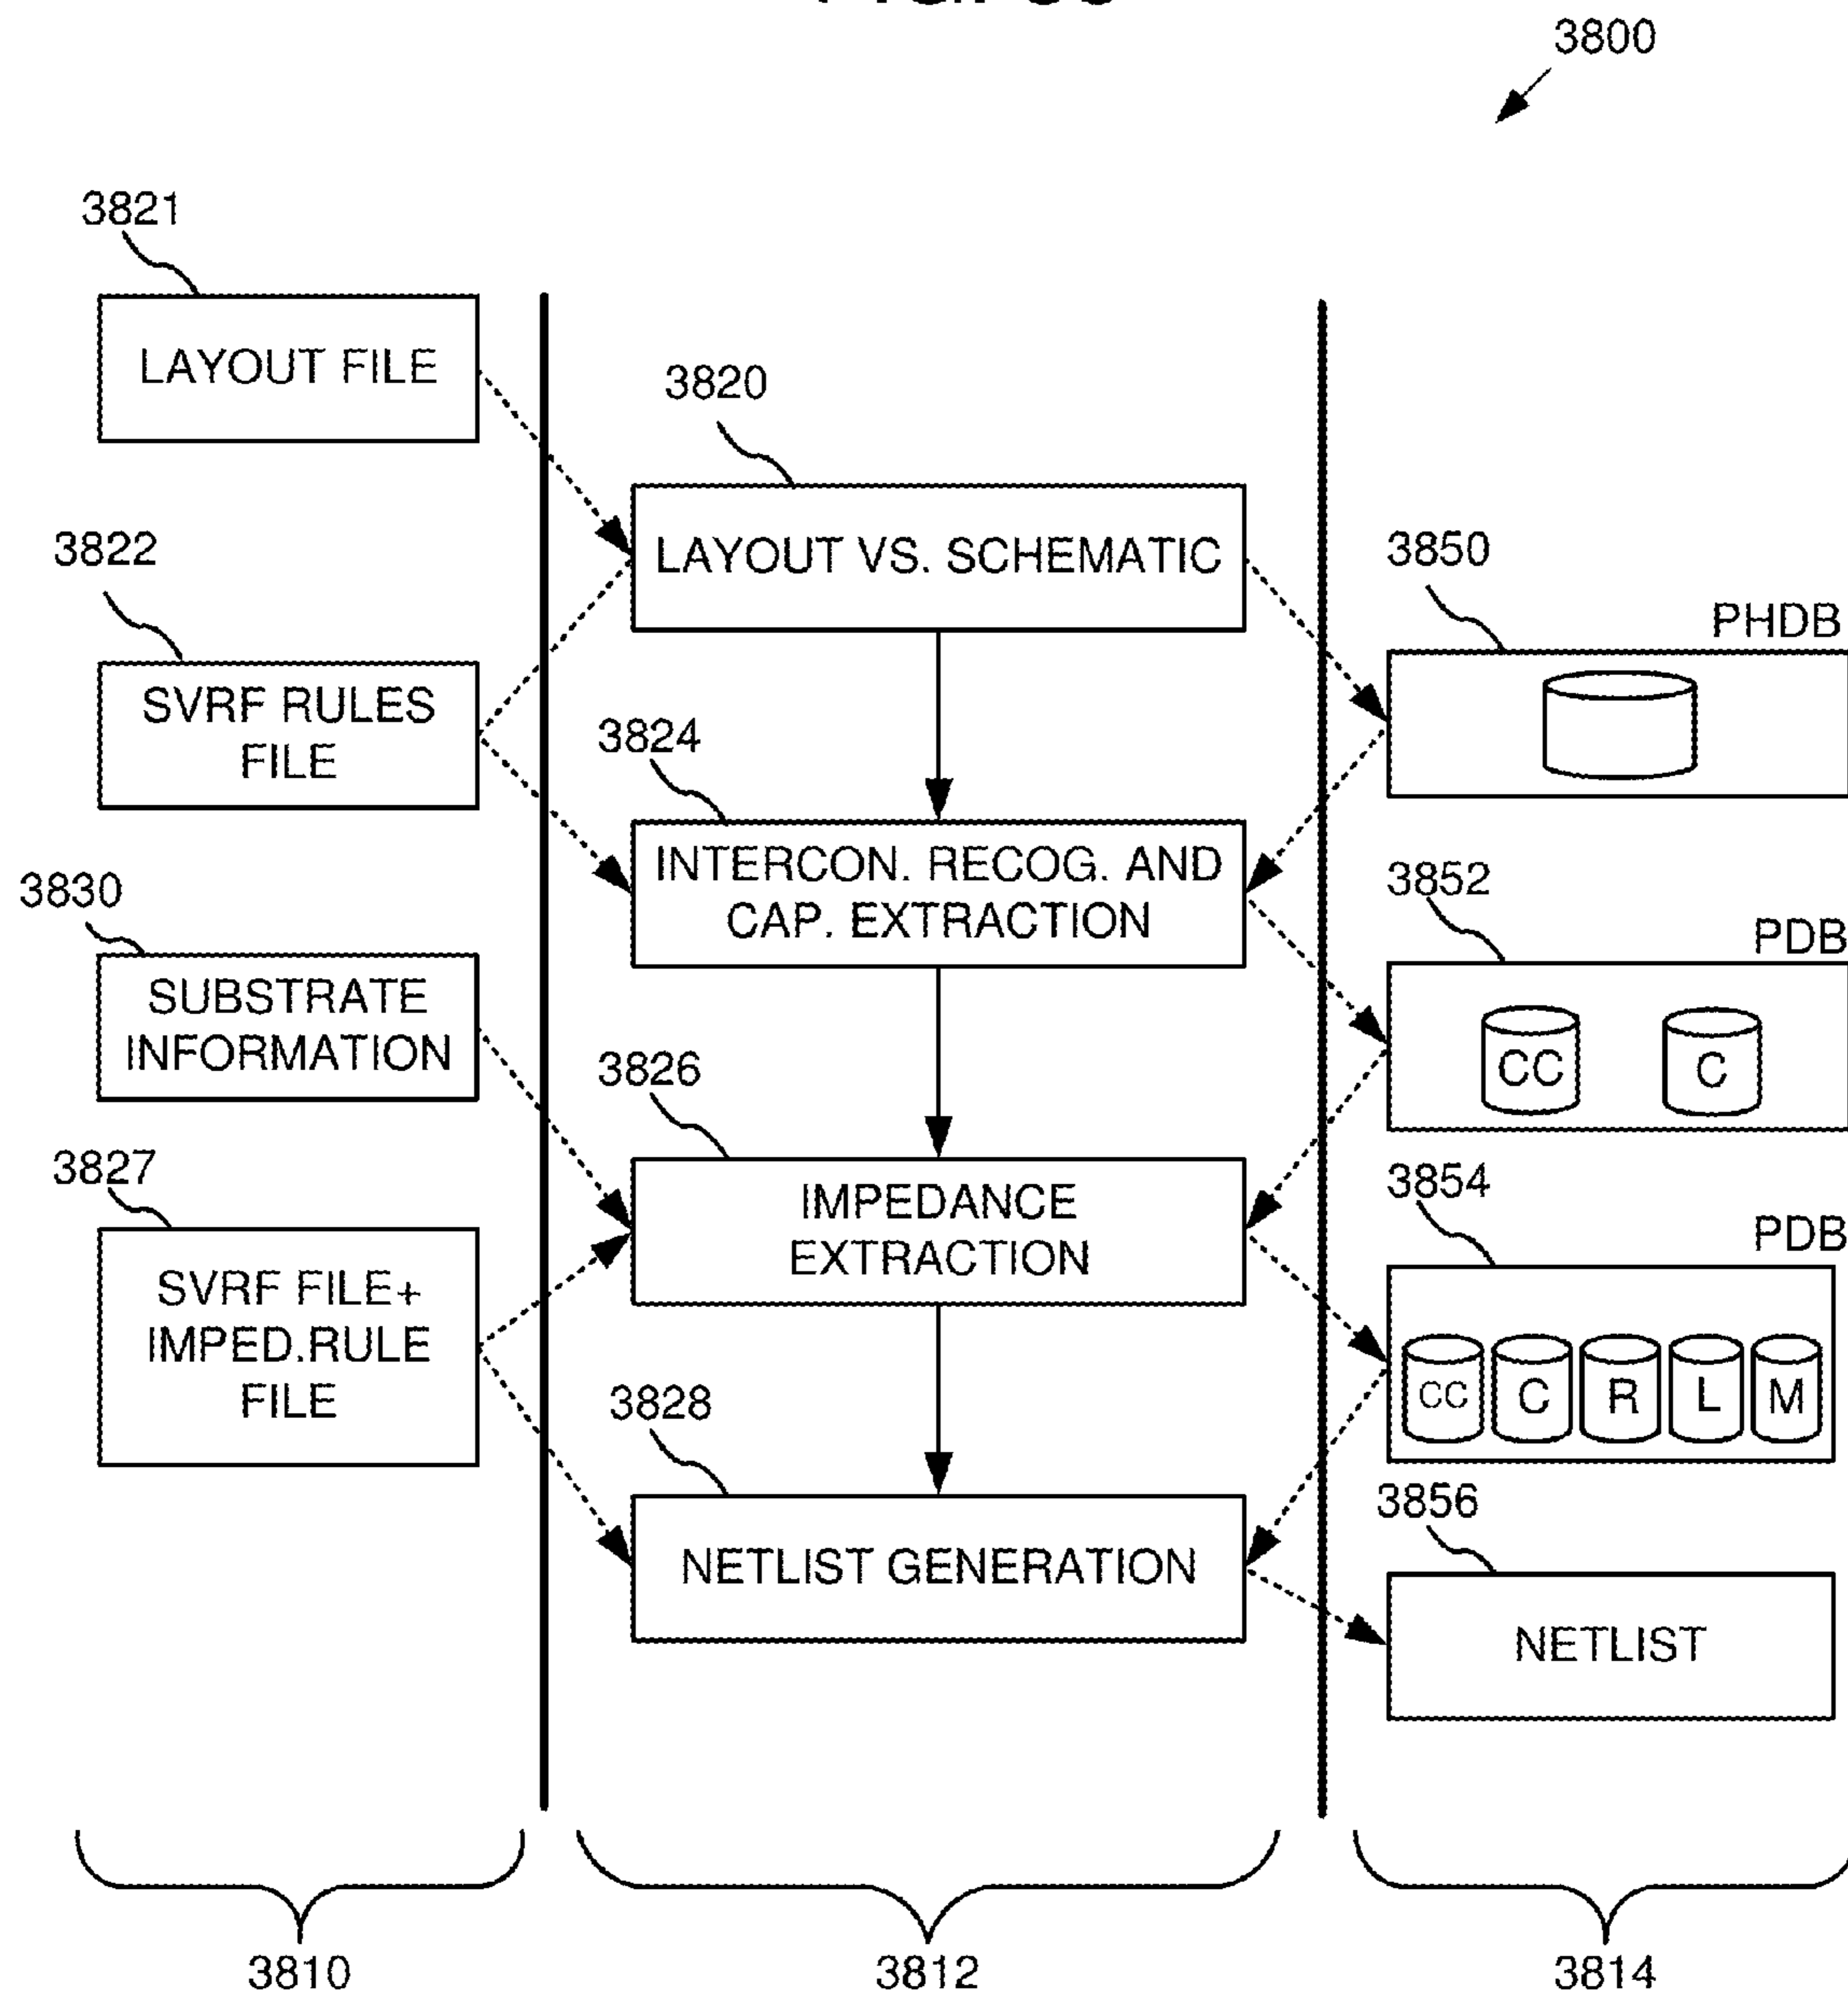 3800
3821
LAYOUT FILE
3820
LAYOUT VS. SCHEMATIC
3822
SVRF RULES
FILE
3850
PHDB
3824
INTERCON. RECOG. AND
CAP. EXTRACTION
3830
SUBSTRATE
INFORMATION
3852
PDB
CC
C
3826
IMPEDANCE
EXTRACTION
3827
SVRF FILE+
IMPED.RULE
FILE
3854
PDB
CC
C
R
L
M
3828
NETLIST GENERATION
3856
NETLIST
3810
3812
3814